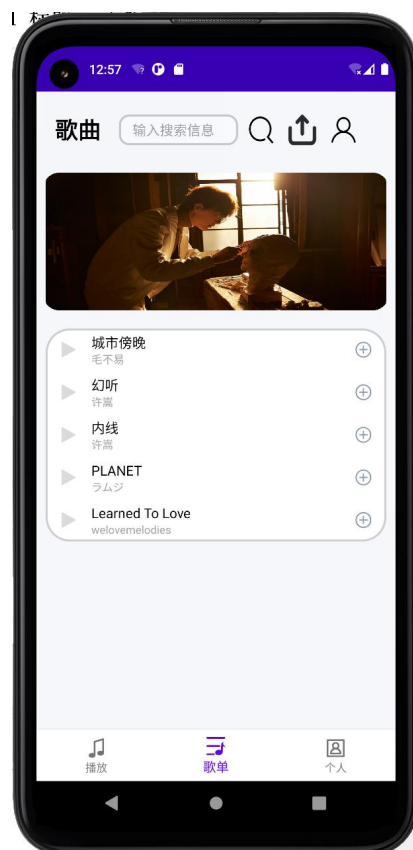 12:57
歌曲
输入搜索信息
城市傍晚
毛不易
幻听
许嵩
内线
许嵩
PLANET
ラムジ
Learned To Love
welovemelodies
播放
歌单
个人